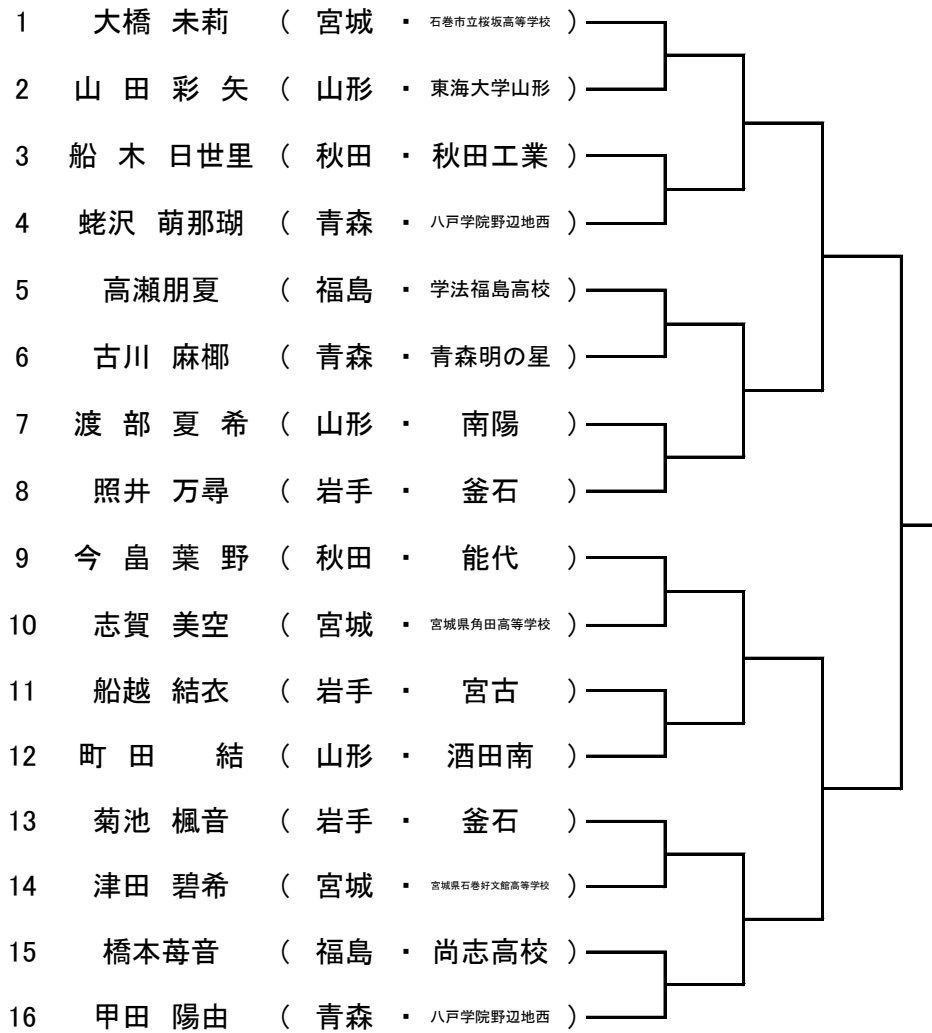 1 大橋 未莉 ( 宮城 ・ 石巻市立桜坂高等学校 )
2 山 田 彩 矢 ( 山形 ・ 東海大学山形 )
3 船 木 日世里 ( 秋田 ・ 秋田工業 )
4 蛯沢 萌那瑚 ( 青森 ・ 八戸学院野辺地西 )
5 高瀬朋夏 ( 福島 ・ 学法福島高校 )
6 古川 麻椰 ( 青森 ・ 青森明の星 )
7 渡 部 夏 希 ( 山形 ・ 南陽 )
8 照井 万尋 ( 岩手 ・ 釜石 )
9 今 畠 葉 野 ( 秋田 ・ 能代 )
10 志賀 美空 ( 宮城 ・ 宮城県角田高等学校 )
11 船越 結衣 ( 岩手 ・ 宮古 )
12 町 田 結 ( 山形 ・ 酒田南 )
13 菊池 楓音 ( 岩手 ・ 釜石 )
14 津田 碧希 ( 宮城 ・ 宮城県石巻好文館高等学校 )
15 橋本苺音 ( 福島 ・ 尚志高校 )
16 甲田 陽由 ( 青森 ・ 八戸学院野辺地西 )